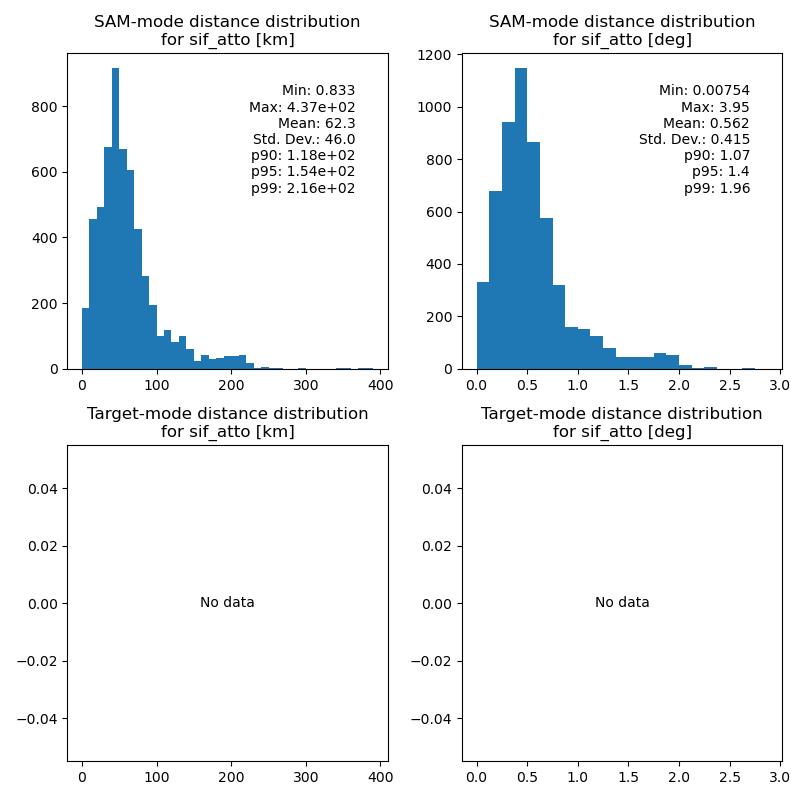 SAM-mode distance distribution
for sif_atto [km]
Min: 0.833
Max: 4.37e+02
Mean: 62.3
Std. Dev.: 46.0
p90: 1.18e+02
p95: 1.54e+02
p99: 2.16e+02
800
600
400
200
0
0 100 200 300 400
SAM-mode distance distribution
for sif_atto [deg]
Min: 0.00754
Max: 3.95
Mean: 0.562
Std. Dev.: 0.415
p90: 1.07
p95: 1.4
p99: 1.96
1200
1000
800
600
400
200
0
0.0 0.5 1.0 1.5 2.0 2.5 3.0
Target-mode distance distribution
for sif_atto [km]
No data
0.04
0.02
0.00
−0.02
−0.04
0 100 200 300 400
Target-mode distance distribution
for sif_atto [deg]
No data
0.04
0.02
0.00
−0.02
−0.04
0.0 0.5 1.0 1.5 2.0 2.5 3.0